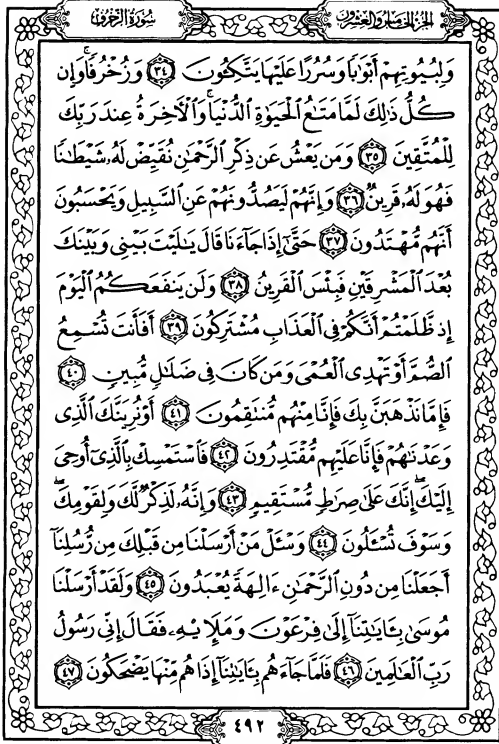 الجزء الخامس والعشرون
سورة الزخرف
وَلِبُيُوتِهِمْ أَبْوَٰبًا وَسُرُرًا عَلَيْهَا يَتَّكِـُٔونَ ٣٤ وَزُخْرُفًا ۚ وَإِن
كُلُّ ذَٰلِكَ لَمَّا مَتَـٰعُ ٱلْحَيَوٰةِ ٱلدُّنْيَا ۚ وَٱلْـَٔاخِرَةُ عِندَ رَبِّكَ
لِلْمُتَّقِينَ ٣٥ وَمَن يَعْشُ عَن ذِكْرِ ٱلرَّحْمَـٰنِ نُقَيِّضْ لَهُۥ شَيْطَـٰنًا
فَهُوَ لَهُۥ قَرِينٌ ٣٦ وَإِنَّهُمْ لَيَصُدُّونَهُمْ عَنِ ٱلسَّبِيلِ وَيَحْسَبُونَ
أَنَّهُم مُّهْتَدُونَ ٣٧ حَتَّىٰٓ إِذَا جَآءَنَا قَالَ يَـٰلَيْتَ بَيْنِى وَبَيْنَكَ
بُعْدَ ٱلْمَشْرِقَيْنِ فَبِئْسَ ٱلْقَرِينُ ٣٨ وَلَن يَنفَعَكُمُ ٱلْيَوْمَ
إِذ ظَّلَمْتُمْ أَنَّكُمْ فِى ٱلْعَذَابِ مُشْتَرِكُونَ ٣٩ أَفَأَنتَ تُسْمِعُ
ٱلصُّمَّ أَوْ تَهْدِى ٱلْعُمْىَ وَمَن كَانَ فِى ضَلَـٰلٍ مُّبِينٍ ٤٠
فَإِمَّا نَذْهَبَنَّ بِكَ فَإِنَّا مِنْهُم مُّنتَقِمُونَ ٤١ أَوْ نُرِيَنَّكَ ٱلَّذِى
وَعَدْنَـٰهُمْ فَإِنَّا عَلَيْهِم مُّقْتَدِرُونَ ٤٢ فَٱسْتَمْسِكْ بِٱلَّذِىٓ أُوحِىَ
إِلَيْكَ ۖ إِنَّكَ عَلَىٰ صِرَٰطٍ مُّسْتَقِيمٍ ٤٣ وَإِنَّهُۥ لَذِكْرٌ لَّكَ وَلِقَوْمِكَ ۖ
وَسَوْفَ تُسْـَٔلُونَ ٤٤ وَسْـَٔلْ مَنْ أَرْسَلْنَا مِن قَبْلِكَ مِن رُّسُلِنَآ
أَجَعَلْنَا مِن دُونِ ٱلرَّحْمَـٰنِ ءَالِهَةً يُعْبَدُونَ ٤٥ وَلَقَدْ أَرْسَلْنَا
مُوسَىٰ بِـَٔايَـٰتِنَآ إِلَىٰ فِرْعَوْنَ وَمَلَإِي۟هِۦ فَقَالَ إِنِّى رَسُولُ
رَبِّ ٱلْعَـٰلَمِينَ ٤٦ فَلَمَّا جَآءَهُم بِـَٔايَـٰتِنَآ إِذَا هُم مِّنْهَا يَضْحَكُونَ ٤٧
٤٩٢